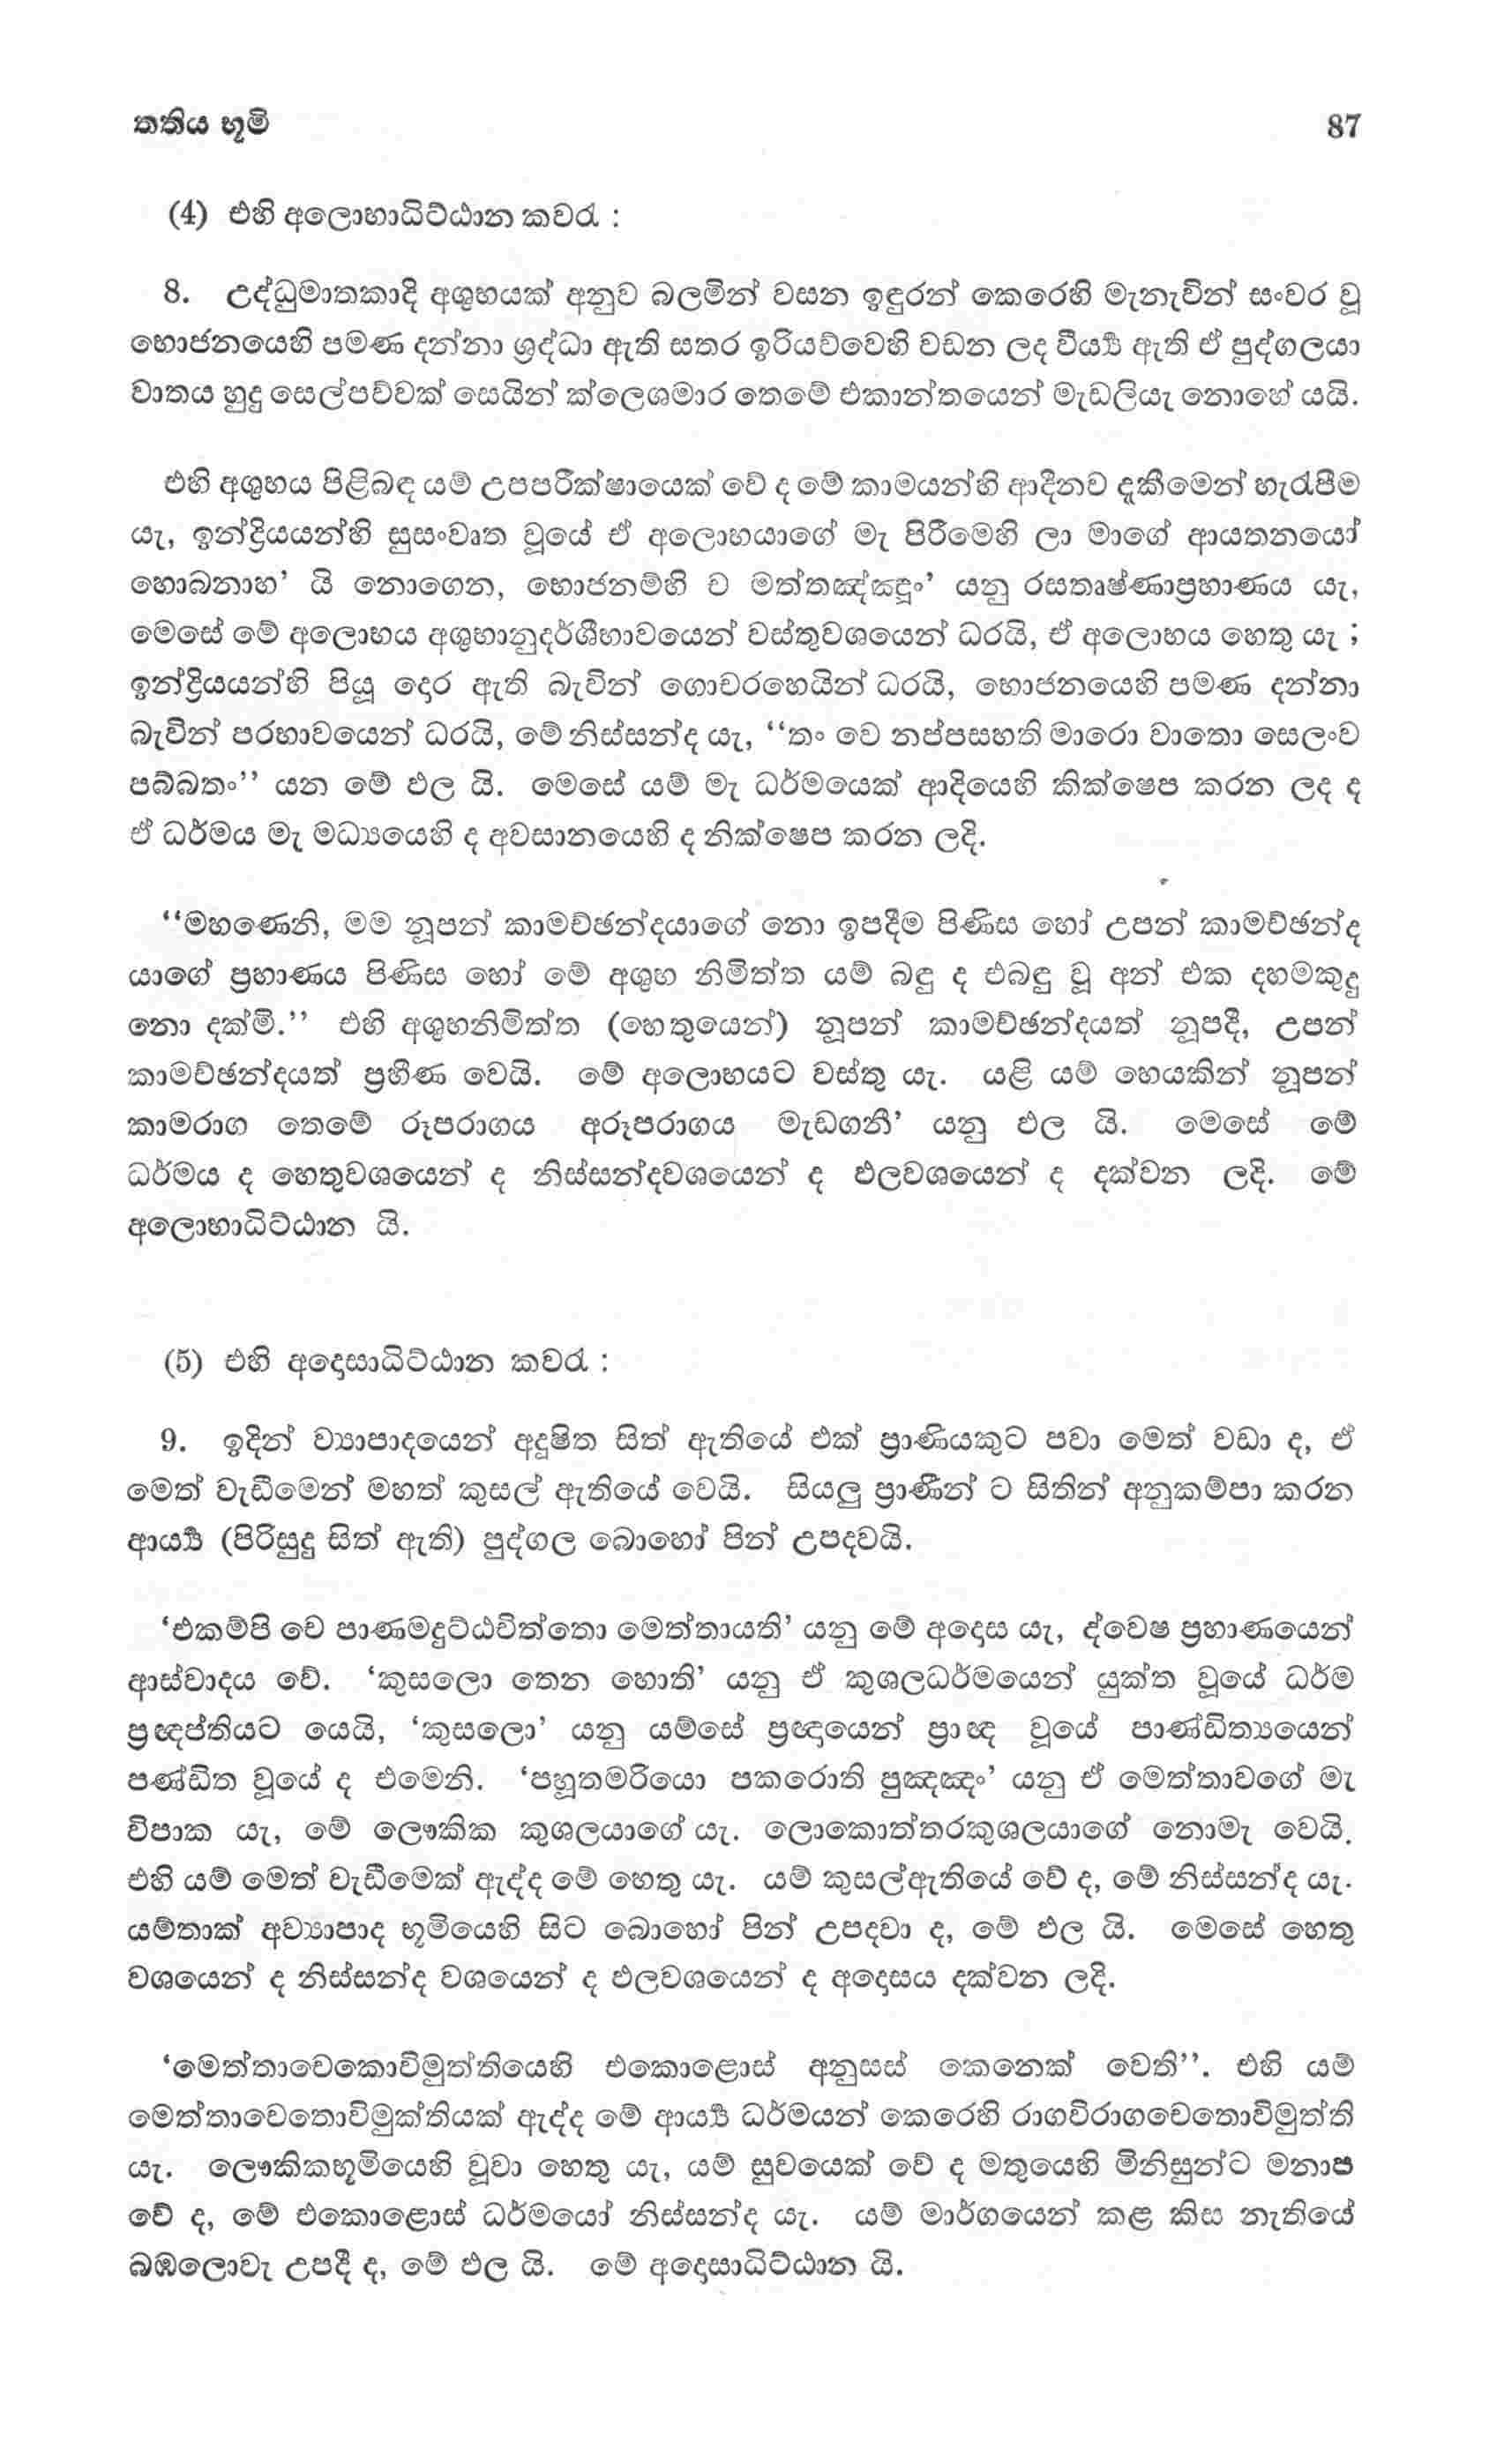 තතිය භූමි 87
(4) එහි අලොභාධිට්ඨාන කවරැ :
8. උද්ධුමාතකාදි අශුභයක් අනුව බලමින් වසන ඉඳුරන් කෙරෙහි මැනැවින් සංවර වූ
භොජනයෙහි පමණ දන්නා ශ්‍රද්ධා ඇති සතර ඉරියව්වෙහි වඩන ලද වීර්‍ය්‍ය ඇති ඒ පුද්ගලයා
වාතය හුදු සෙල්පව්වක් සෙයින් ක්ලෙශමාර තෙමේ එකාන්තයෙන් මැඩලියැ නොහේ යයි.
එහි අශුභය පිළිබඳ යම් උපපරීක්ෂායෙක් වේ ද මේ කාමයන්හි ආදීනව දැකීමෙන් හැරැපීම
යැ, ඉන්ද්‍රියයන්හි සුසංවෘත වූයේ ඒ අලොභයාගේ මැ පිරීමෙහි ලා මාගේ ආයතනයෝ
හොබනාහ’ යි නොගෙන, භොජනම්හි ච මත්තඤ්ඤුං’ යනු රසතෘෂ්ණාප්‍රහාණය යැ,
මෙසේ මේ අලොභය අශුභානුදර්ශීභාවයෙන් වස්තුවශයෙන් ධරයි, ඒ අලොභය හෙතු යැ ;
ඉන්ද්‍රියයන්හි පියූ දොර ඇති බැවින් ගොචරහෙයින් ධරයි, භොජනයෙහි පමණ දන්නා
බැවින් පරභාවයෙන් ධරයි, මේ නිස්සන්ද යැ, “තං වෙ නප්පසහති මාරො වාතො සෙලංව
පබ්බතං” යන මේ ඵල යි. මෙසේ යම් මැ ධර්මයෙක් ආදියෙහි නික්ෂෙප කරන ලද ද
ඒ ධර්මය මැ මධ්‍යයෙහි ද අවසානයෙහි ද නික්ෂෙප කරන ලදි.
“මහණෙනි, මම නූපන් කාමච්ඡන්දයාගේ නො ඉපදීම පිණිස හෝ උපන් කාමච්ඡන්ද
යාගේ ප්‍රහාණය පිණිස හෝ මේ අශුභ නිමිත්ත යම් බඳු ද එබඳු වූ අන් එක දහමකුදු
නො දක්මි.” එහි අශුභනිමිත්ත (හෙතුයෙන්) නූපන් කාමච්ඡන්දයත් නූපදී, උපන්
කාමච්ඡන්දයත් ප්‍රහීණ වෙයි. මේ අලොභයට වස්තු යැ. යළි යම් හෙයකින් නූපන්
කාමරාග තෙමේ රූපරාගය අරූපරාගය මැඩගනී’ යනු ඵල යි. මෙසේ මේ
ධර්මය ද හෙතුවශයෙන් ද නිස්සන්දවශයෙන් ද ඵලවශයෙන් ද දක්වන ලදි. මේ
අලොභාධිට්ඨාන යි.
(5) එහි අදොසාධිට්ඨාන කවරැ :
9. ඉදින් ව්‍යාපාදයෙන් අදූෂිත සිත් ඇතියේ එක් ප්‍රාණියකුට පවා මෙත් වඩා ද, ඒ
මෙත් වැඩීමෙන් මහත් කුසල් ඇතියේ වෙයි. සියලු ප්‍රාණීන් ට සිතින් අනුකම්පා කරන
ආර්‍ය්‍ය (පිරිසුදු සිත් ඇති) පුද්ගල බොහෝ පින් උපදවයි.
‘එකම්පි චෙ පාණමදුට්ඨචිත්තො මෙත්තායති’ යනු මේ අදොස යැ, ද්වෙෂ ප්‍රහාණයෙන්
ආස්වාදය වේ. ‘කුසලො තෙන හොති’ යනු ඒ කුශලධර්මයෙන් යුක්ත වූයේ ධර්ම
ප්‍රඥප්තියට යෙයි, ‘කුසලො’ යනු යම්සේ ප්‍රඥායෙන් ප්‍රාඥ වූයේ පාණ්ඩිත්‍යයෙන්
පණ්ඩිත වූයේ ද එමෙනි. ‘පහූතමරියො පකරොති පුඤ්ඤං’ යනු ඒ මෙත්තාවගේ මැ
විපාක යැ, මේ ලෞකික කුශලයාගේ යැ. ලොකොත්තරකුශලයාගේ නොමැ වෙයි.
එහි යම් මෙත් වැඩීමෙක් ඇද්ද මේ හෙතු යැ. යම් කුසල්ඇතියේ වේ ද, මේ නිස්සන්ද යැ.
යම්තාක් අව්‍යාපාද භූමියෙහි සිට බොහෝ පින් උපදවා ද, මේ ඵල යි. මෙසේ හෙතු
වශයෙන් ද නිස්සන්ද වශයෙන් ද ඵලවශයෙන් ද අදොසය දක්වන ලදි.
‘මෙත්තාචෙකොවිමුත්තියෙහි එකොළොස් අනුසස් කෙනෙක් වෙති”. එහි යම්
මෙත්තාචෙතොවිමුක්තියක් ඇද්ද මේ ආර්‍ය්‍ය ධර්මයන් කෙරෙහි රාගවිරාගචෙතොවිමුත්ති
යැ. ලෞකිකභූමියෙහි වූවා හෙතු යැ, යම් සුවයෙක් වේ ද මතුයෙහි මිනිසුන්ට මනාප
වේ ද, මේ එකොළොස් ධර්මයෝ නිස්සන්ද යැ. යම් මාර්ගයෙන් කළ කිස නැතියේ
බඹලොවැ උපදී ද, මේ ඵල යි. මේ අදොසාධිට්ඨාන යි.